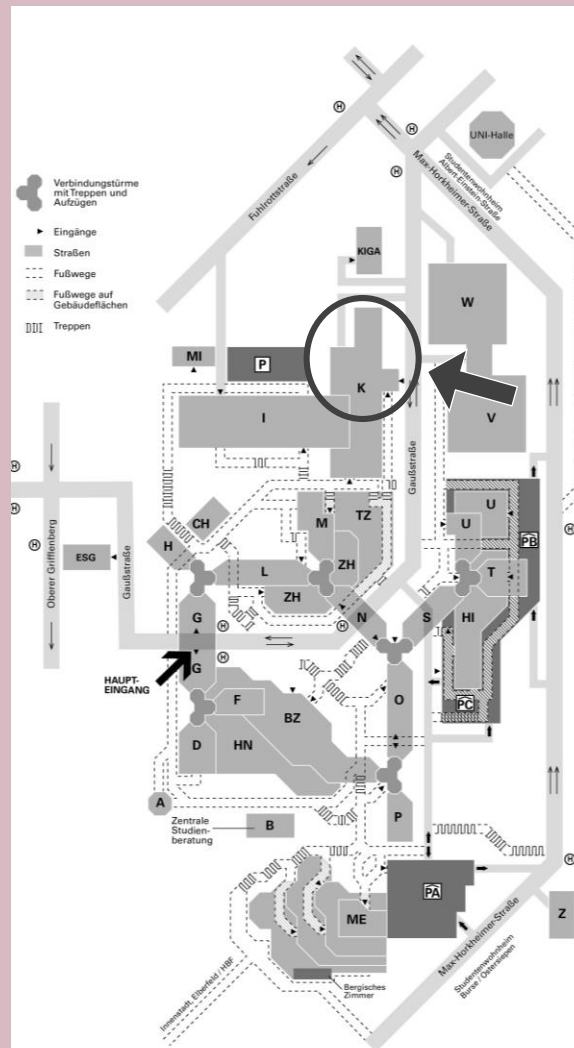 H
H
UNI-Halle
Studentenwohnheim
Albert-Einstein-Straße
Max-Horkheimer-Straße
H
Fuhlrottstraße
Verbindungstürme
mit Treppen und
Aufzügen
Eingänge
Straßen
Fußwege
Fußwege auf
Gebäudeflächen
Treppen
KIGA
W
MI
P
K
I
V
Gaußstraße
H
H
H
Oberer Griffenberg
ESG
Gaußstraße
CH
H
M
TZ
U
U
PB
L
ZH
ZH
T
G
N
S
HI
H
H
H
G
HAUPT-
EINGANG
F
BZ
O
PC
D
HN
A
B
P
Zentrale
Studien-
beratung
H
PA
ME
Z
Max-Horkheimer-Straße
Studentenwohnheim
Burse / Ostersiepen
Bergisches
Zimmer
Innenstadt, Elberfeld / HBF